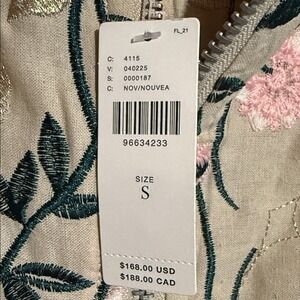 FL_21
C: 4115
V: 040225
S: 0000187
C: NOV/NOUVEA
96634233
SIZE
S
$168.00 USD
$188.00 CAD